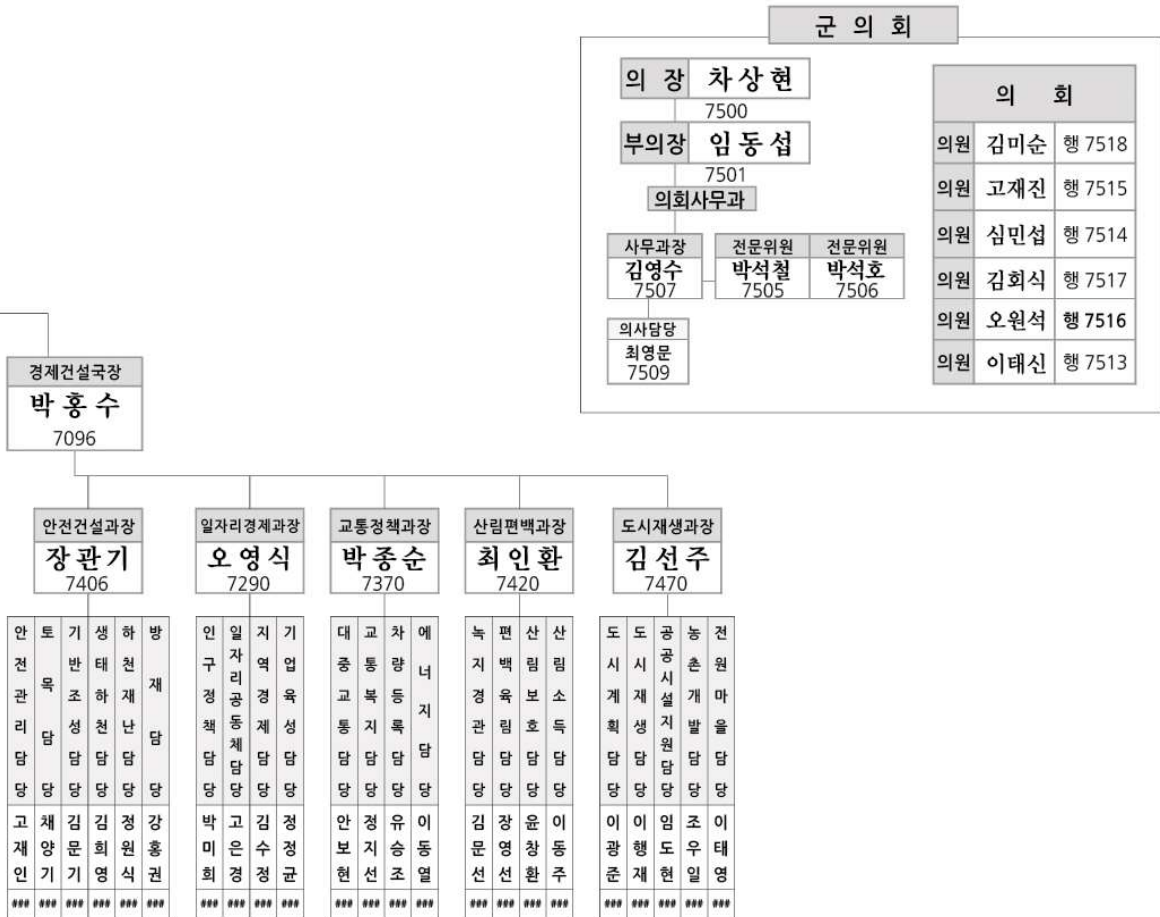 군 의 회
의 장 차상현
7500
부의장 임동섭
7501
의회사무과
사무과장 전문위원 전문위원
김영수 박석철 박석호
7507 7505 7506
의사담당
최영문
7509
의 회
의원 김미순 행 7518
의원 고재진 행 7515
의원 심민섭 행 7514
의원 김회식 행 7517
의원 오원석 행 7516
의원 이태신 행 7513
경제건설국장
박홍수
7096
안전건설과장 일자리경제과장 교통정책과장 산림편백과장 도시재생과장
장관기 오영식 박종순 최인환 김선주
7406 7290 7370 7420 7470
안전관리담당 토목담당 기반조성담당 생태하천담당 하천재난담당 방재담당
고재인 채양기 김문기 김희영 정원식 강홍권
### ### ### ### ### ###
인구정책담당 일자리공동체담당 지역경제담당 기업육성담당
박미희 고은경 김수정 정정균
### ### ### ###
대중교통담당 교통복지담당 차량등록담당 에너지담당
안보현 정지선 유승조 이동열
### ### ### ###
녹지경관담당 편백육림담당 산림보호담당 산림소득담당
김문선 장영선 윤창환 이동주
### ### ### ###
도시계획담당 도시재생담당 공공시설지원담당 농촌개발담당 전원마을담당
이광준 이행재 임도현 조우일 이태영
### ### ### ### ###